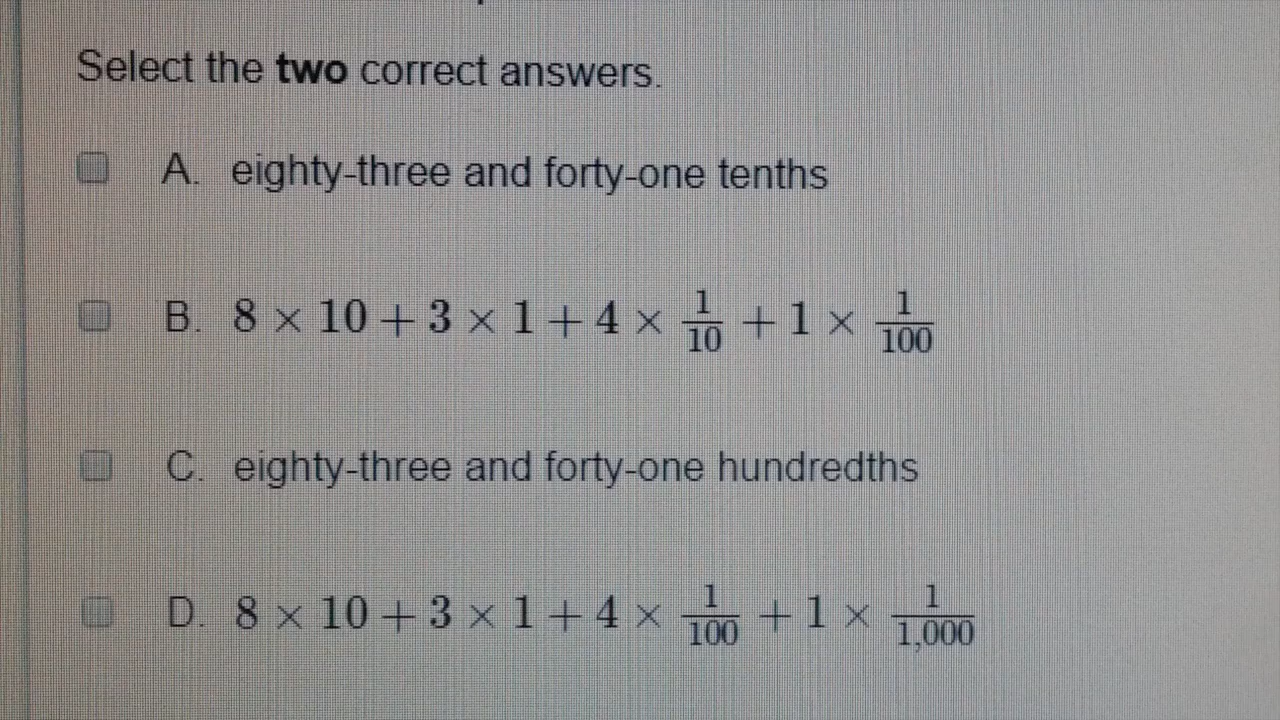 Select the two correct answers.
A. eighty-three and forty-one tenths
B. 8 × 10 + 3 × 1 + 4 × 1/10 + 1 × 1/100
C. eighty-three and forty-one hundredths
D. 8 × 10 + 3 × 1 + 4 × 1/100 + 1 × 1/1,000